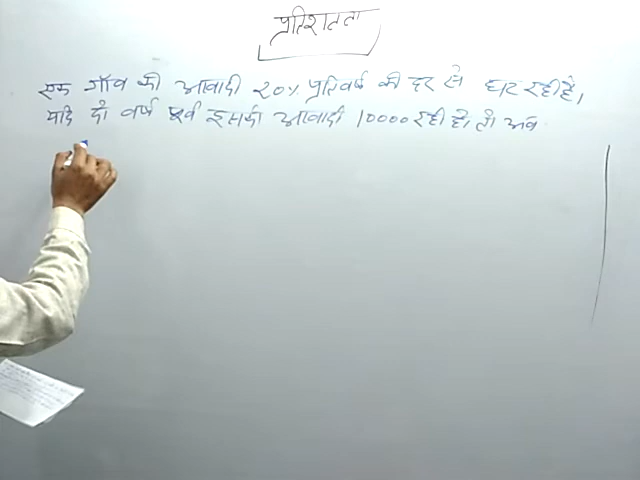 प्रतिशतता
एक गाँव की आबादी 20% प्रतिवर्ष की दर से घट रही है,
यदि दो वर्ष पूर्व इसकी आबादी 10000 रही हो, तो अब